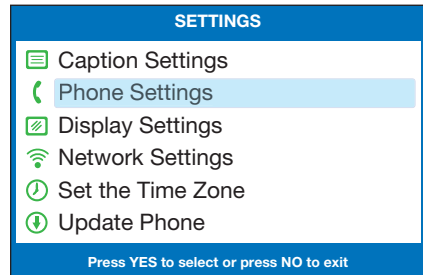 SETTINGS
Caption Settings
Phone Settings
Display Settings
Network Settings
Set the Time Zone
Update Phone
Press YES to select or press NO to exit